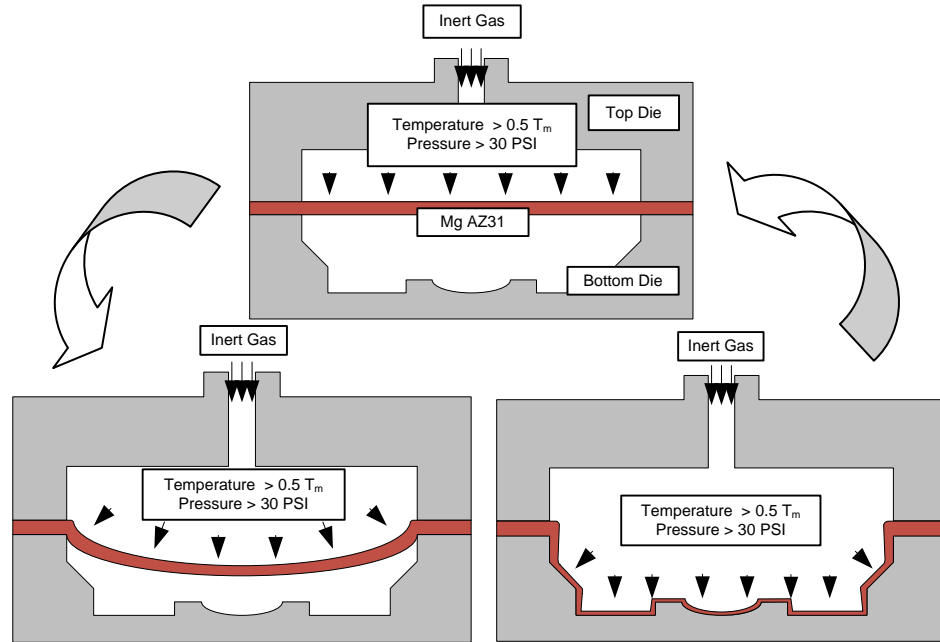 Inert Gas
Top Die
Temperature > 0.5 Tm
Pressure > 30 PSI
Mg AZ31
Bottom Die
Inert Gas
Temperature > 0.5 Tm
Pressure > 30 PSI
Inert Gas
Temperature > 0.5 Tm
Pressure > 30 PSI